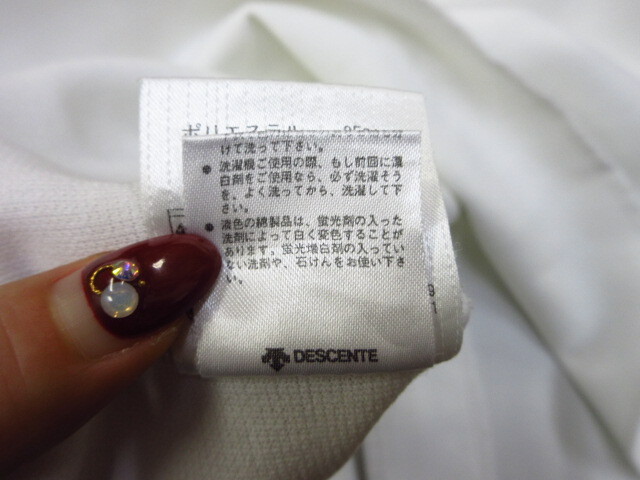 ポリエステル 95
けて洗って下さい。
● 洗濯機ご使用の際、もし前回に漂
白剤をご使用なら、必ず洗濯そう
を、よく洗ってから、洗濯して下
さい。
● 濃色の綿製品は、蛍光剤の入った
洗剤によって白く変色することが
あります。蛍光増白剤の入ってい
ない洗剤や、石けんをお使い下さ
い。
DESCENTE